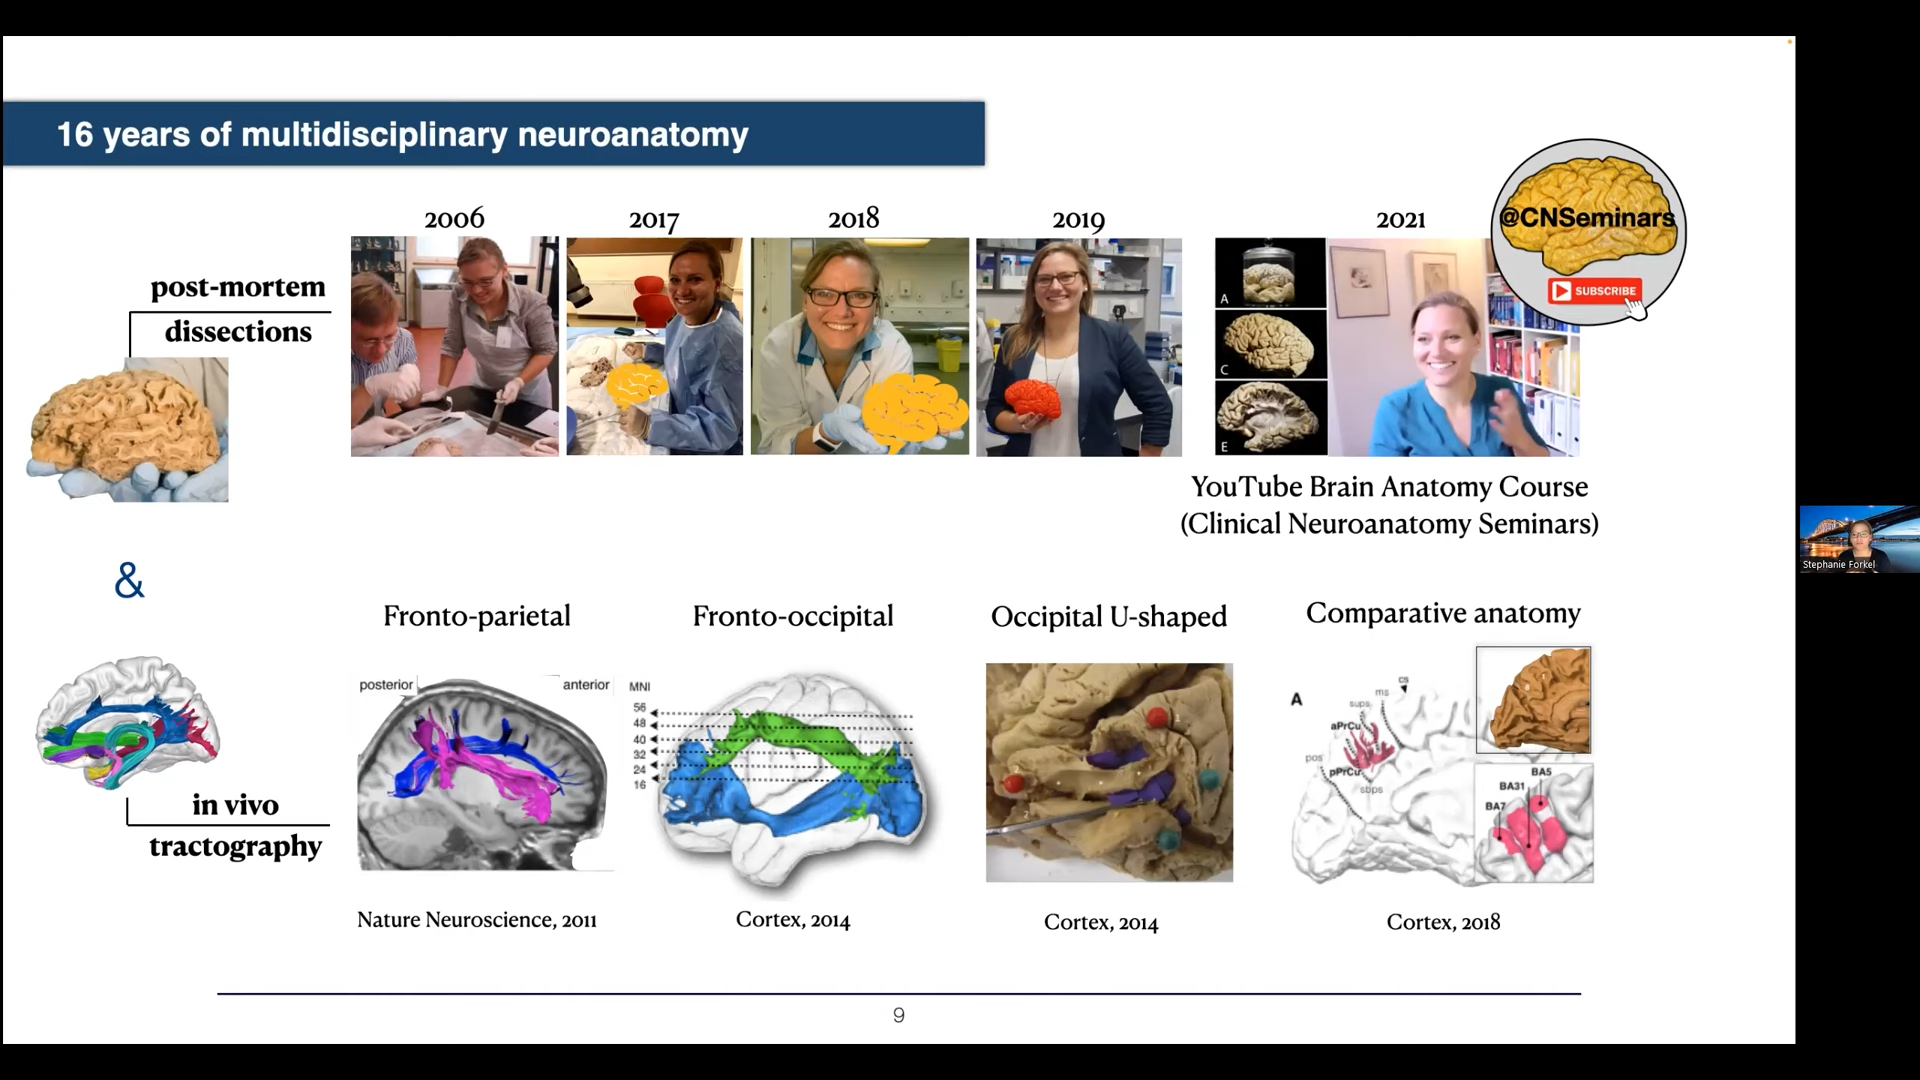 16 years of multidisciplinary neuroanatomy
@CNSeminars
SUBSCRIBE
2006
2017
2018
2019
2021
post-mortem
dissections
A
C
E
YouTube Brain Anatomy Course
(Clinical Neuroanatomy Seminars)
Stephanie Forkel
&
Fronto-parietal
Fronto-occipital
Occipital U-shaped
Comparative anatomy
in vivo
tractography
posterior
anterior
MNI
56
48
40
32
24
16
1
2
A
cs
ms
sups
aPrCu
pos
pPrCu
sbps
BA5
BA31
BA7
Nature Neuroscience, 2011
Cortex, 2014
Cortex, 2014
Cortex, 2018
9